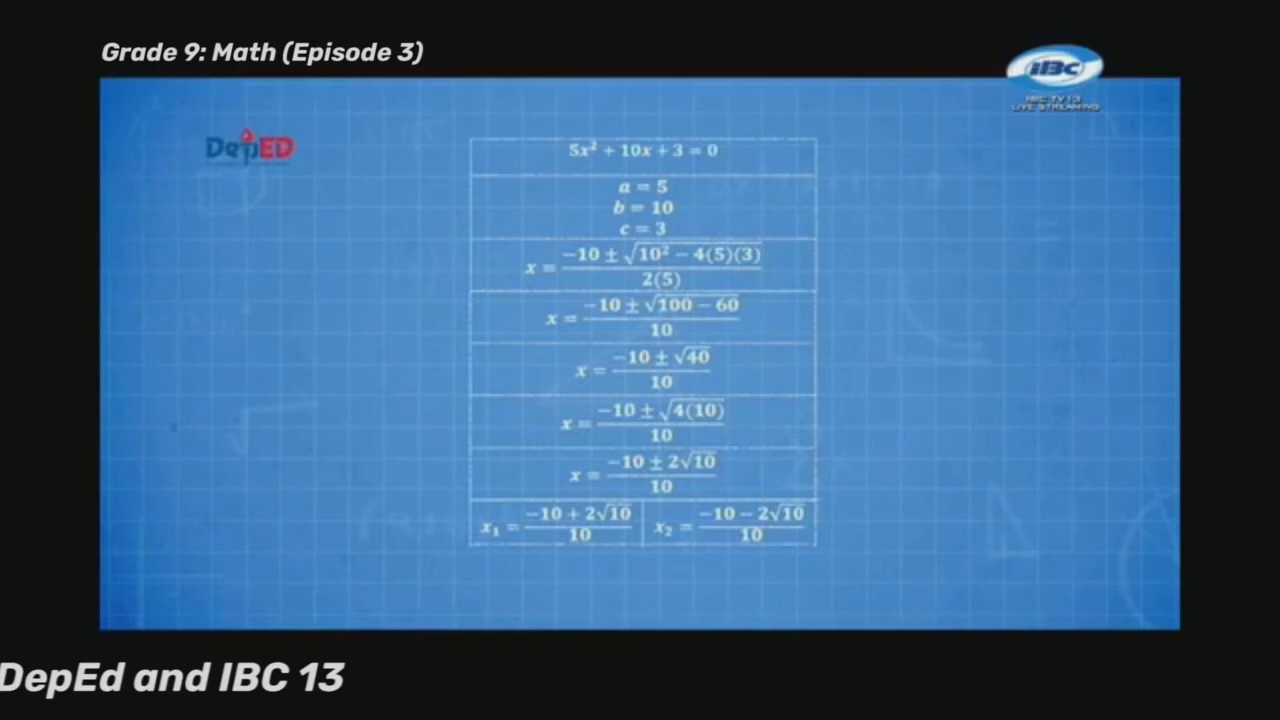 Grade 9: Math (Episode 3)
iBC
IBC TV13
LIVE STREAMING
DepED
5x² + 10x + 3 = 0
a = 5
b = 10
c = 3
x = (−10 ± √(10² − 4(5)(3))) / 2(5)
x = (−10 ± √(100 − 60)) / 10
x = (−10 ± √40) / 10
x = (−10 ± √(4(10))) / 10
x = (−10 ± 2√10) / 10
x₁ = (−10 + 2√10) / 10
x₂ = (−10 − 2√10) / 10
DepEd and IBC 13